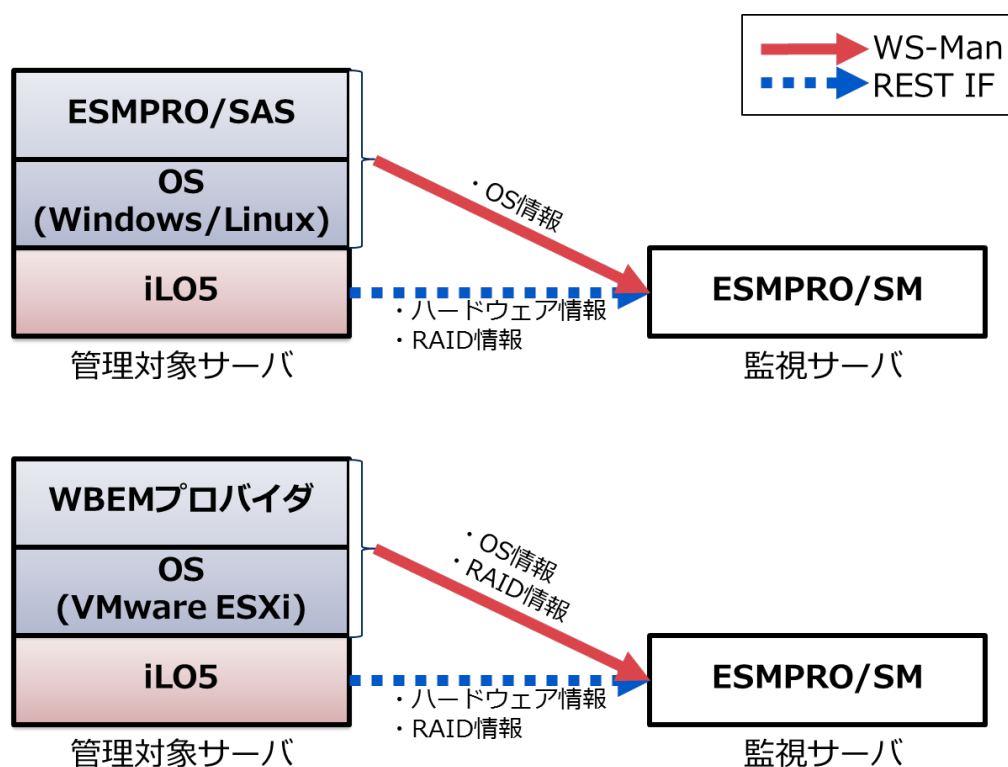 WS-Man
REST IF
ESMPRO/SAS
OS
(Windows/Linux)
iLO5
管理対象サーバ
・OS情報
・ハードウェア情報
・RAID情報
ESMPRO/SM
監視サーバ
WBEMプロバイダ
OS
(VMware ESXi)
iLO5
管理対象サーバ
・OS情報
・RAID情報
・ハードウェア情報
・RAID情報
ESMPRO/SM
監視サーバ